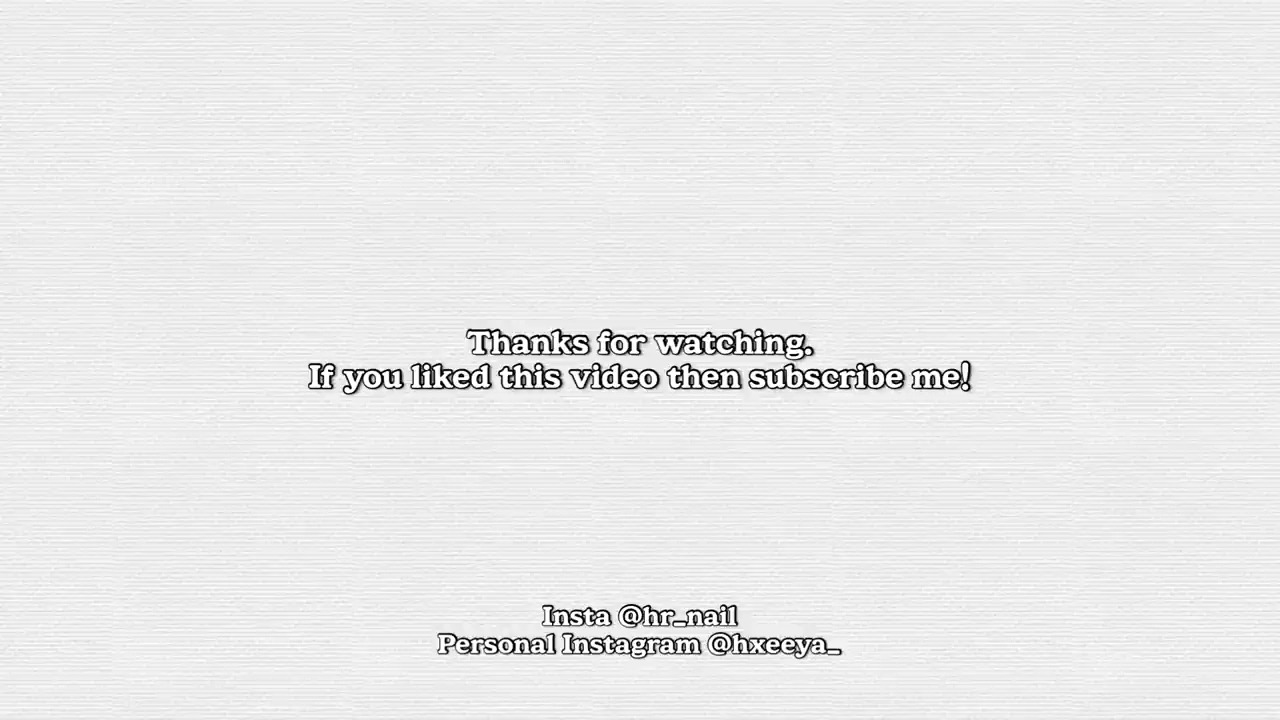 Thanks for watching.
If you liked this video then subscribe me!
Insta @hr_nail
Personal Instagram @hxeeya_